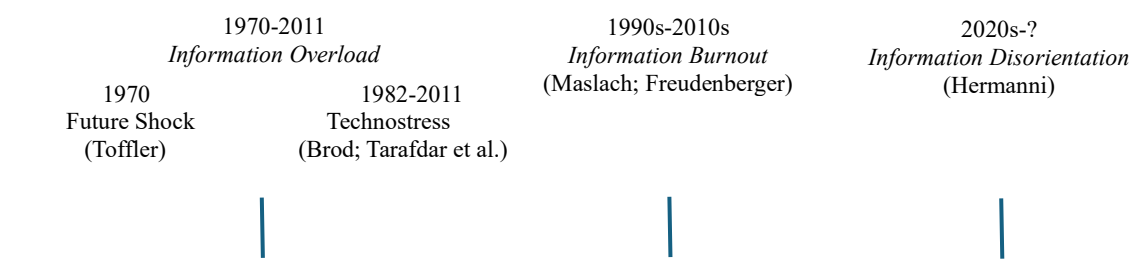 1970-2011
Information Overload
1970
Future Shock
(Toffler)
1982-2011
Technostress
(Brod; Tarafdar et al.)
1990s-2010s
Information Burnout
(Maslach; Freudenberger)
2020s-?
Information Disorientation
(Hermanni)